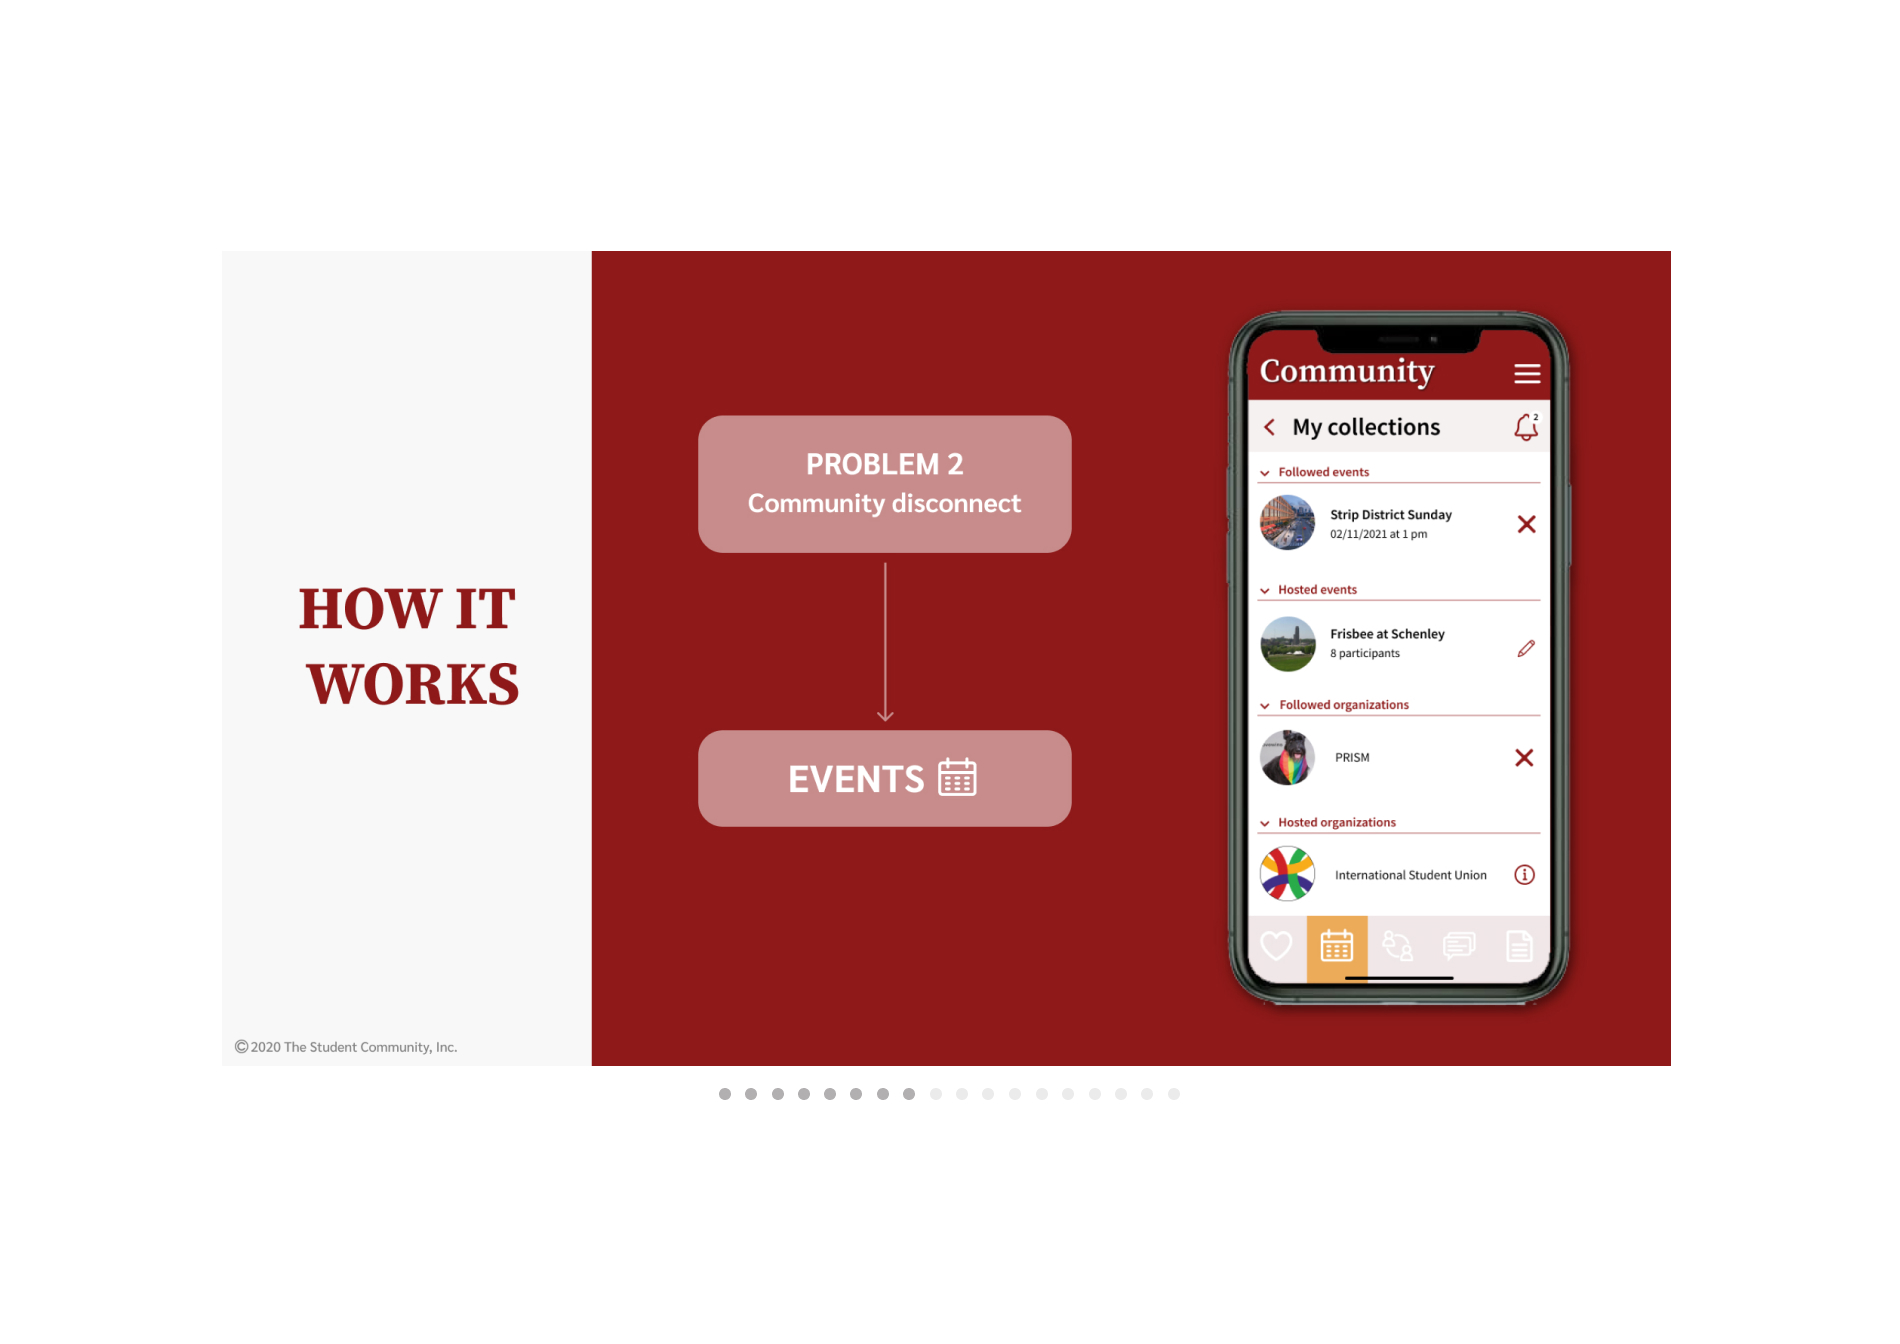 HOW IT
WORKS
© 2020 The Student Community, Inc.
PROBLEM 2
Community disconnect
EVENTS
Community
My collections
2
Followed events
Strip District Sunday
02/11/2021 at 1 pm
Hosted events
Frisbee at Schenley
8 participants
Followed organizations
PRISM
Hosted organizations
International Student Union